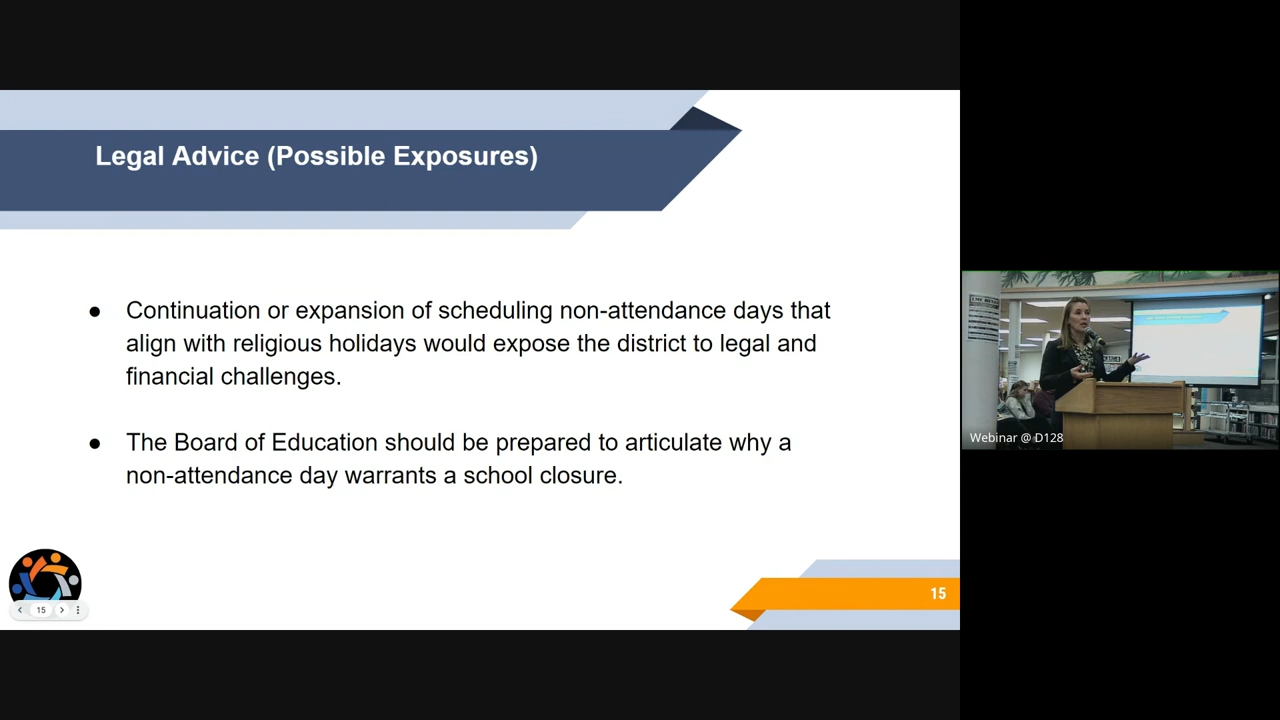 Legal Advice (Possible Exposures)
● Continuation or expansion of scheduling non-attendance days that
align with religious holidays would expose the district to legal and
financial challenges.
● The Board of Education should be prepared to articulate why a
non-attendance day warrants a school closure.
15
15
Webinar @ D128